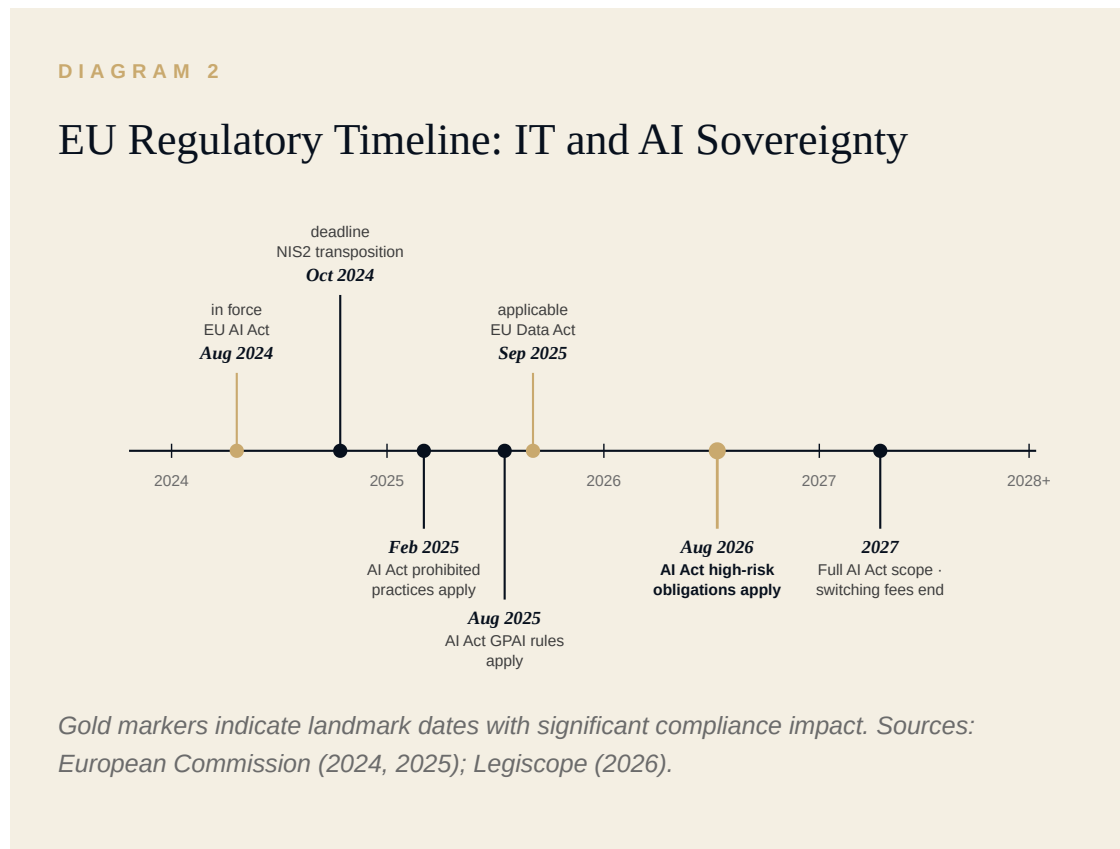 DIAGRAM 2
EU Regulatory Timeline: IT and AI Sovereignty
deadline
NIS2 transposition
Oct 2024
in force
EU AI Act
Aug 2024
applicable
EU Data Act
Sep 2025
2024
2025
2026
2027
2028+
Feb 2025
AI Act prohibited
practices apply
Aug 2025
AI Act GPAI rules
apply
Aug 2026
AI Act high-risk
obligations apply
2027
Full AI Act scope ·
switching fees end
Gold markers indicate landmark dates with significant compliance impact. Sources:
European Commission (2024, 2025); Legiscope (2026).